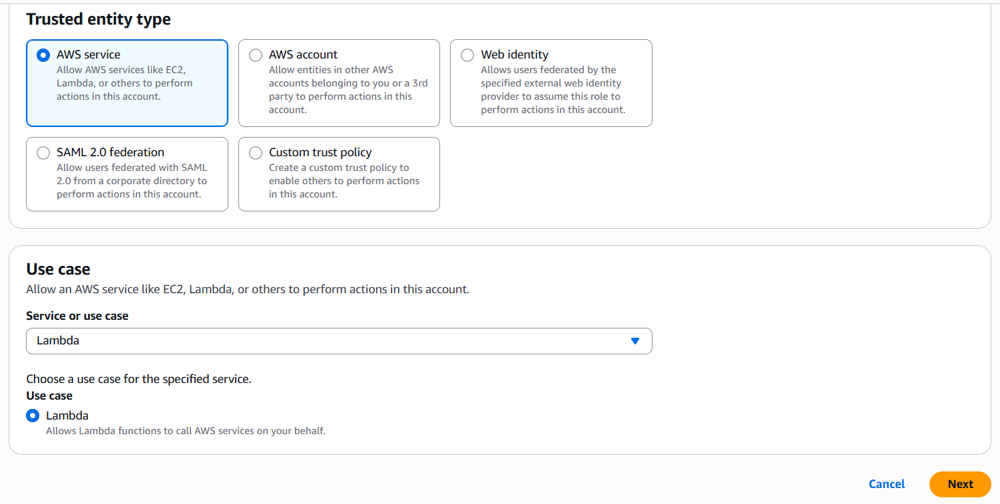 Trusted entity type
AWS service
Allow AWS services like EC2,
Lambda, or others to perform
actions in this account.
AWS account
Allow entities in other AWS
accounts belonging to you or a 3rd
party to perform actions in this
account.
Web identity
Allows users federated by the
specified external web identity
provider to assume this role to
perform actions in this account.
SAML 2.0 federation
Allow users federated with SAML
2.0 from a corporate directory to
perform actions in this account.
Custom trust policy
Create a custom trust policy to
enable others to perform actions
in this account.
Use case
Allow an AWS service like EC2, Lambda, or others to perform actions in this account.
Service or use case
Lambda
Choose a use case for the specified service.
Use case
Lambda
Allows Lambda functions to call AWS services on your behalf.
Cancel
Next